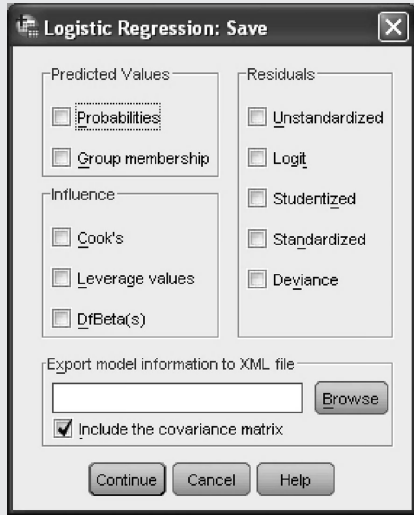 Logistic Regression: Save
Predicted Values
Probabilities
Group membership
Influence
Cook's
Leverage values
DfBeta(s)
Residuals
Unstandardized
Logit
Studentized
Standardized
Deviance
Export model information to XML file
Browse
Include the covariance matrix
Continue Cancel Help